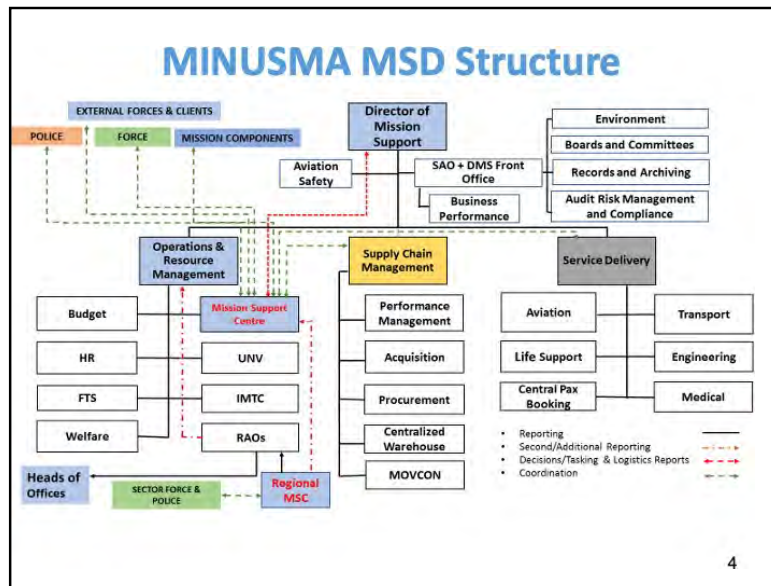 MINUSMA MSD Structure
EXTERNAL FORCES & CLIENTS
POLICE
FORCE
MISSION COMPONENTS
Director of
Mission
Support
Aviation
Safety
SAO + DMS Front
Office
Business
Performance
Environment
Boards and Committees
Records and Archiving
Audit Risk Management
and Compliance
Operations &
Resource
Management
Supply Chain
Management
Service Delivery
Budget
Mission Support
Centre
HR
UNV
FTS
IMTC
Welfare
RAOs
Heads of
Offices
SECTOR FORCE &
POLICE
Regional
MSC
Performance
Management
Acquisition
Procurement
Centralized
Warehouse
MOVCON
Aviation
Transport
Life Support
Engineering
Central Pax
Booking
Medical
• Reporting
• Second/Additional Reporting
• Decisions/Tasking & Logistics Reports
• Coordination
4